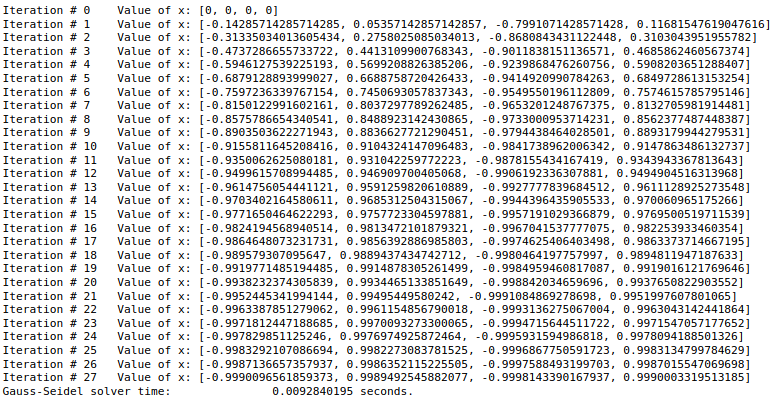 Iteration # 0 Value of x: [0, 0, 0, 0]
Iteration # 1 Value of x: [-0.14285714285714285, 0.05357142857142857, -0.7991071428571428, 0.11681547619047616]
Iteration # 2 Value of x: [-0.31335034013605434, 0.2758025085034013, -0.8680843431122448, 0.3103043951955782]
Iteration # 3 Value of x: [-0.4737286655733722, 0.4413109900768343, -0.9011838151136571, 0.4685862460567374]
Iteration # 4 Value of x: [-0.5946127539225193, 0.5699208826385206, -0.9239868476260756, 0.5908203651288407]
Iteration # 5 Value of x: [-0.6879128893999027, 0.6688758720426433, -0.9414920990784263, 0.6849728613153254]
Iteration # 6 Value of x: [-0.7597236339767154, 0.7450693057837343, -0.9549550196112809, 0.7574615785795146]
Iteration # 7 Value of x: [-0.8150122991602161, 0.8037297789262485, -0.9653201248767375, 0.8132705981914481]
Iteration # 8 Value of x: [-0.8575786654340541, 0.8488923142430865, -0.9733000953714231, 0.8562377487448387]
Iteration # 9 Value of x: [-0.8903503622271943, 0.8836627721290451, -0.9794438464028501, 0.8893179944279531]
Iteration # 10 Value of x: [-0.9155811645208416, 0.9104324147096483, -0.9841738962006342, 0.9147863486132737]
Iteration # 11 Value of x: [-0.9350062625080181, 0.931042259772223, -0.9878155434167419, 0.9343943367813643]
Iteration # 12 Value of x: [-0.9499615708994485, 0.946909700405068, -0.9906192336307881, 0.9494904516313968]
Iteration # 13 Value of x: [-0.9614756054441121, 0.9591259820610889, -0.9927777839684512, 0.9611128925273548]
Iteration # 14 Value of x: [-0.9703402164580611, 0.9685312504315067, -0.9944396435905533, 0.970060965175266]
Iteration # 15 Value of x: [-0.9771650464622293, 0.9757723304597881, -0.9957191029366879, 0.9769500519711539]
Iteration # 16 Value of x: [-0.9824194568940514, 0.9813472101879321, -0.9967041537777075, 0.982253933460354]
Iteration # 17 Value of x: [-0.9864648073231731, 0.9856392886985803, -0.9974625406403498, 0.9863373714667195]
Iteration # 18 Value of x: [-0.989579307095647, 0.9889437434742712, -0.9980464197757997, 0.9894811947187633]
Iteration # 19 Value of x: [-0.9919771485194485, 0.9914878305261499, -0.9984959460817087, 0.9919016121769646]
Iteration # 20 Value of x: [-0.9938232374305839, 0.9934465133851649, -0.998842034659696, 0.9937650822903552]
Iteration # 21 Value of x: [-0.9952445341994144, 0.99495449580242, -0.9991084869278698, 0.9951997607801065]
Iteration # 22 Value of x: [-0.9963387851279062, 0.9961154856790018, -0.9993136275067004, 0.9963043142441864]
Iteration # 23 Value of x: [-0.9971812447188685, 0.9970093273300065, -0.9994715644511722, 0.9971547057177652]
Iteration # 24 Value of x: [-0.997829851125246, 0.9976974925872464, -0.9995931594986818, 0.9978094188501326]
Iteration # 25 Value of x: [-0.9983292107086694, 0.9982273083781525, -0.9996867750591723, 0.9983134799784629]
Iteration # 26 Value of x: [-0.9987136657357937, 0.9986352115225505, -0.9997588499199703, 0.9987015547069698]
Iteration # 27 Value of x: [-0.9990096561859373, 0.9989492545882077, -0.9998143390167937, 0.9990003319513185]
Gauss-Seidel solver time: 0.0092840195 seconds.